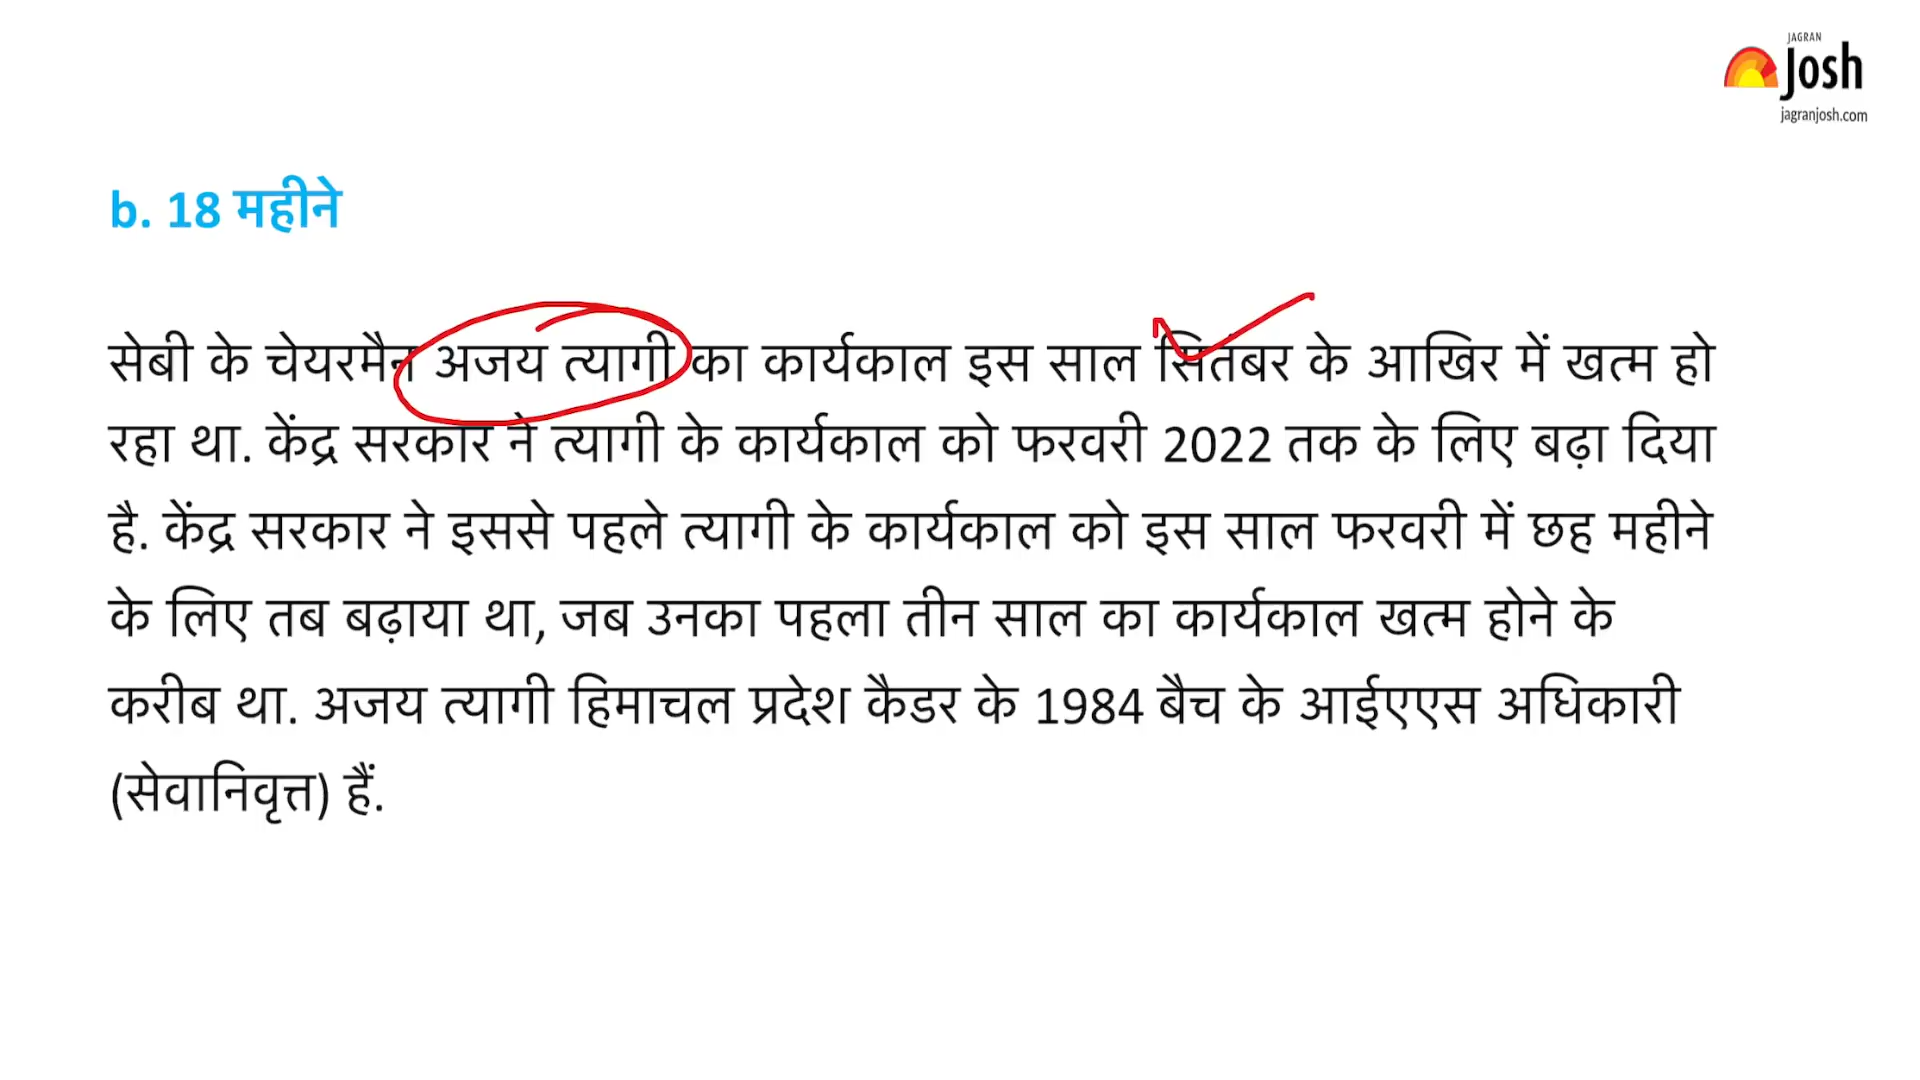 JAGRAN
Josh
jagranjosh.com
b. 18 महीने
सेबी के चेयरमैन अजय त्यागी का कार्यकाल इस साल सितंबर के आखिर में खत्म हो
रहा था. केंद्र सरकार ने त्यागी के कार्यकाल को फरवरी 2022 तक के लिए बढ़ा दिया
है. केंद्र सरकार ने इससे पहले त्यागी के कार्यकाल को इस साल फरवरी में छह महीने
के लिए तब बढ़ाया था, जब उनका पहला तीन साल का कार्यकाल खत्म होने के
करीब था. अजय त्यागी हिमाचल प्रदेश कैडर के 1984 बैच के आईएएस अधिकारी
(सेवानिवृत्त) हैं.